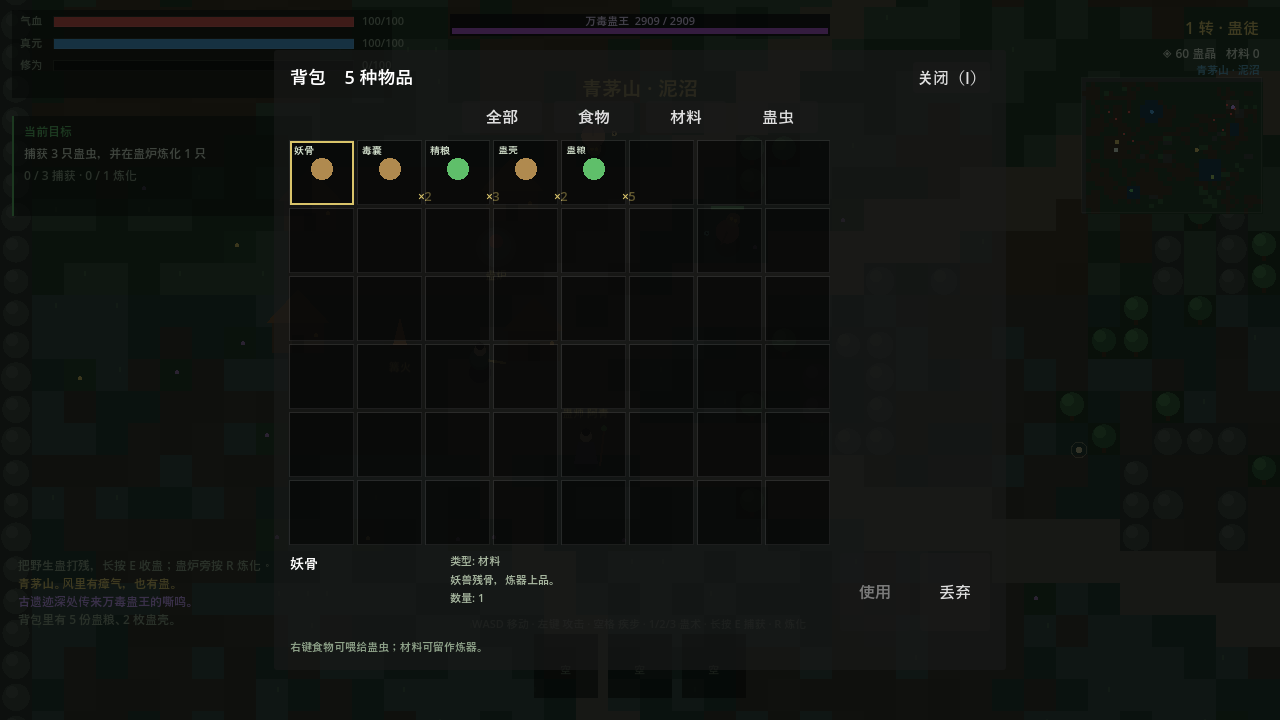 气血 100/100
真元 100/100
修为
万毒蛊王 2909 / 2909
1 转 · 蛊徒
◈ 60 蛊晶 材料 0
青茅山 · 泥沼
青茅山 · 泥沼
背包 5 种物品
关闭（I）
全部 食物 材料 蛊虫
当前目标
捕获 3 只蛊虫，并在蛊炉炼化 1 只
0 / 3 捕获 · 0 / 1 炼化
妖骨 毒囊 精粮 蛊壳 蛊粮
×2 ×3 ×2 ×5
把野生蛊打残，长按 E 收蛊；蛊炉旁按 R 炼化 ·
青茅山。风里有瘴气，也有蛊。
古遗迹深处传来万毒蛊王的嘶鸣。
背包里有 5 份蛊粮、2 枚蛊壳。
妖骨
类型: 材料
妖兽残骨，炼器上品。
数量: 1
使用 丢弃
右键食物可喂给蛊虫；材料可留作炼器。